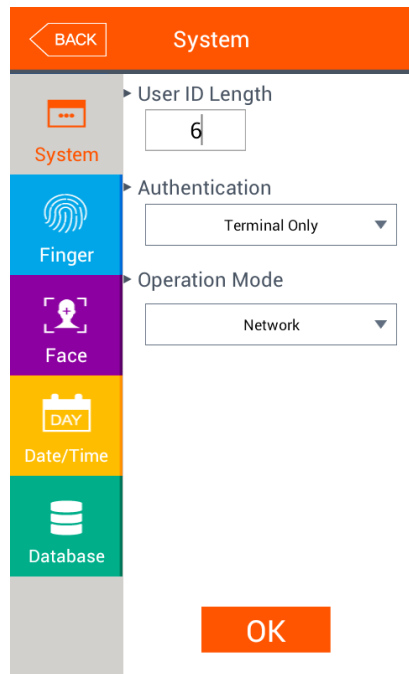 BACK
System
System
Finger
Face
DAY
Date/Time
Database
User ID Length
6
Authentication
Terminal Only
Operation Mode
Network
OK